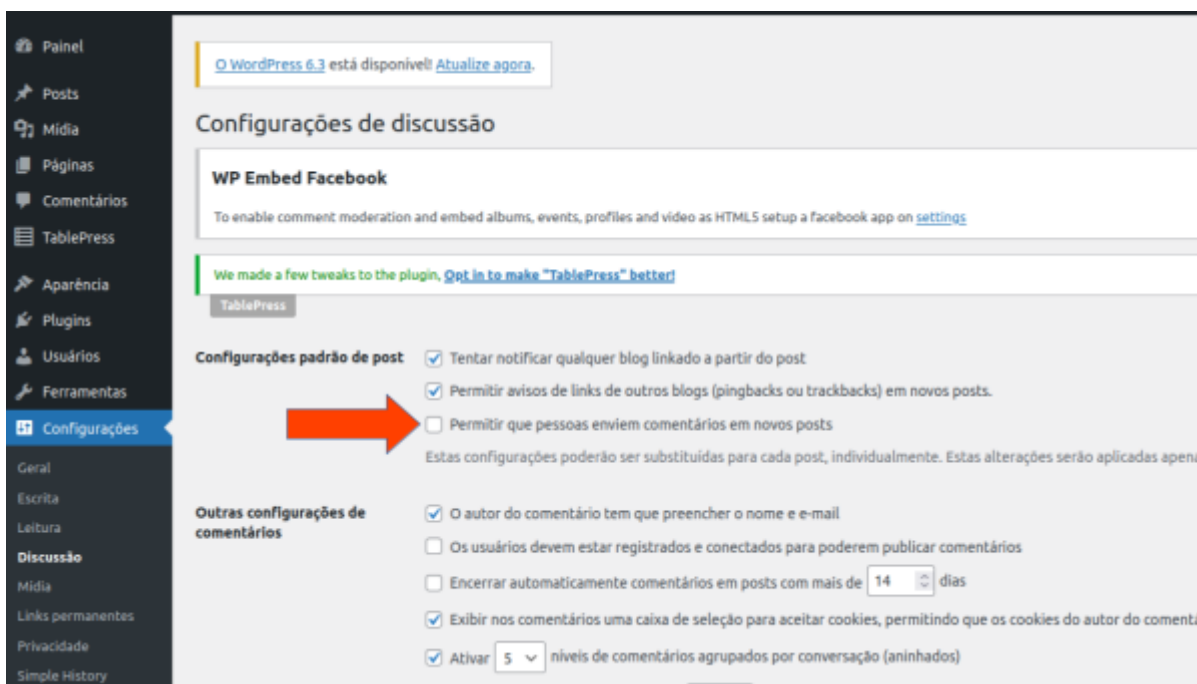 Painel
Posts
Mídia
Páginas
Comentários
TablePress
Aparência
Plugins
Usuários
Ferramentas
Configurações
Geral
Escrita
Leitura
Discussão
Mídia
Links permanentes
Privacidade
Simple History
O WordPress 6.3 está disponível! Atualize agora.
Configurações de discussão
WP Embed Facebook
To enable comment moderation and embed albums, events, profiles and video as HTML5 setup a facebook app on settings
We made a few tweaks to the plugin, Opt in to make "TablePress" better!
TablePress
Configurações padrão de post
Tentar notificar qualquer blog linkado a partir do post
Permitir avisos de links de outros blogs (pingbacks ou trackbacks) em novos posts.
Permitir que pessoas enviem comentários em novos posts
Estas configurações poderão ser substituídas para cada post, individualmente. Estas alterações serão aplicadas apena
Outras configurações de
comentários
O autor do comentário tem que preencher o nome e e-mail
Os usuários devem estar registrados e conectados para poderem publicar comentários
Encerrar automaticamente comentários em posts com mais de 14 dias
Exibir nos comentários uma caixa de seleção para aceitar cookies, permitindo que os cookies do autor do comentá
Ativar 5 níveis de comentários agrupados por conversação (aninhados)